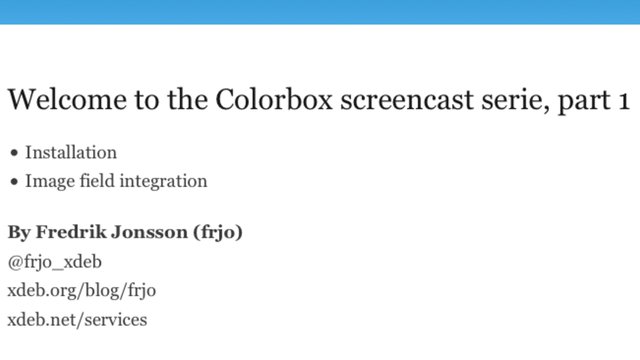 Welcome to the Colorbox screencast serie, part 1
• Installation
• Image field integration
By Fredrik Jonsson (frjo)
@frjo_xdeb
xdeb.org/blog/frjo
xdeb.net/services